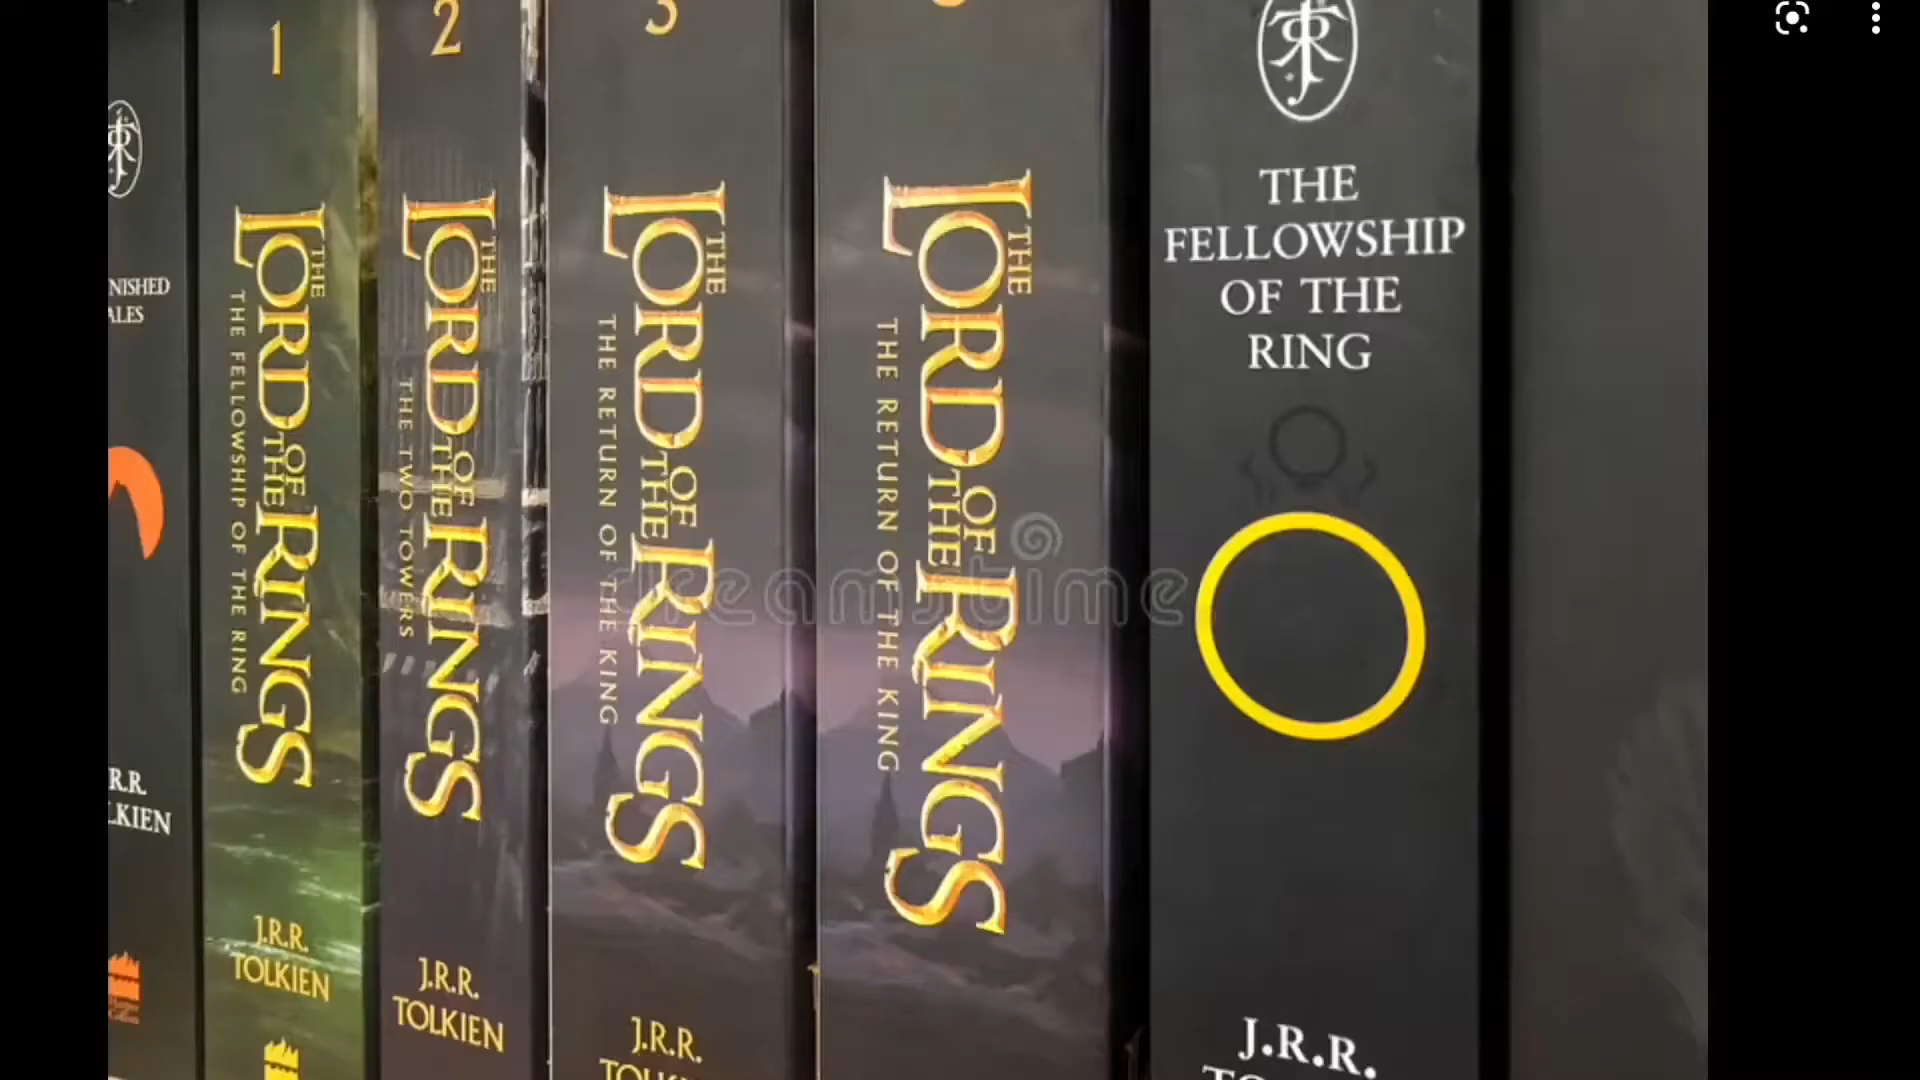 NISHED
ALES
R.R.
LKIEN
1
THE
LORD
OF
THE
RINGS
THE FELLOWSHIP OF THE RING
J.R.R.
TOLKIEN
2
THE
LORD
OF
THE
RINGS
THE TWO TOWERS
J.R.R.
TOLKIEN
3
THE
LORD
OF
THE
RINGS
THE RETURN OF THE KING
J.R.R.
THE
LORD
OF
THE
RINGS
THE RETURN OF THE KING
THE
FELLOWSHIP
OF THE
RING
J.R.R.
dreamstime